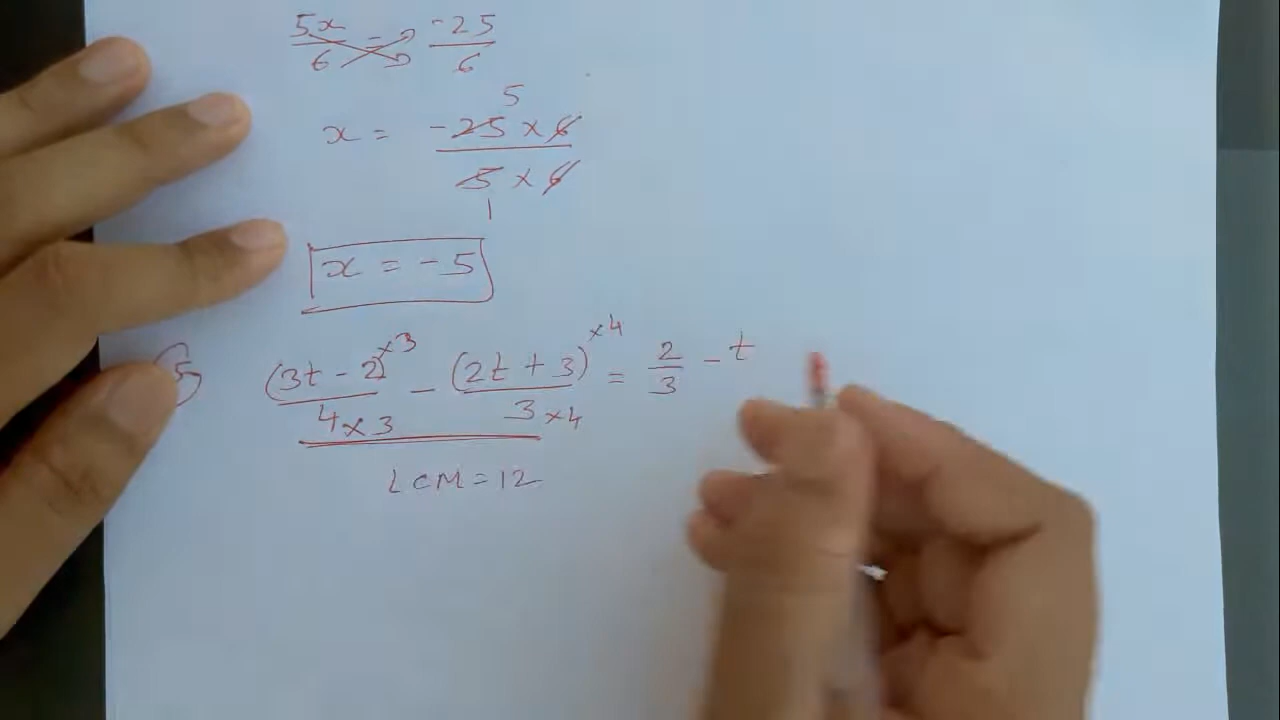 5x/6 = -25/6
5
x = -25 × 6 / 5 × 6
1
x = -5
5 (3t - 2)×3 / 4×3 - (2t + 3)×4 / 3×4 = 2/3 - t
LCM = 12